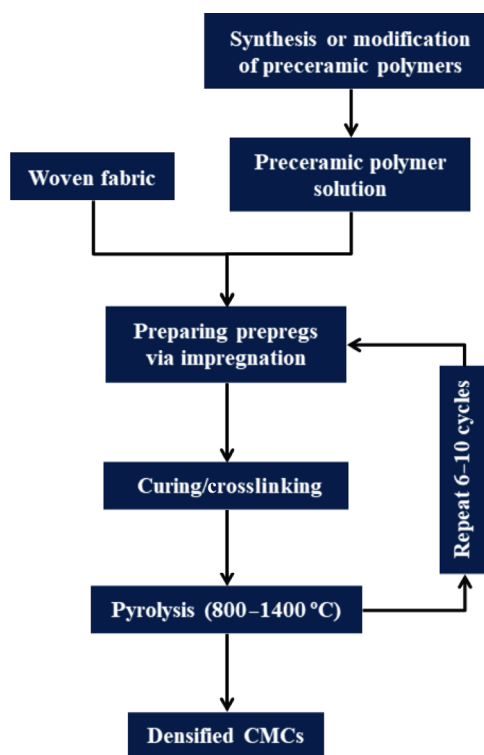 Synthesis or modification
of preceramic polymers
Woven fabric
Preceramic polymer
solution
Preparing prepregs
via impregnation
Repeat 6–10 cycles
Curing/crosslinking
Pyrolysis (800–1400 °C)
Densified CMCs